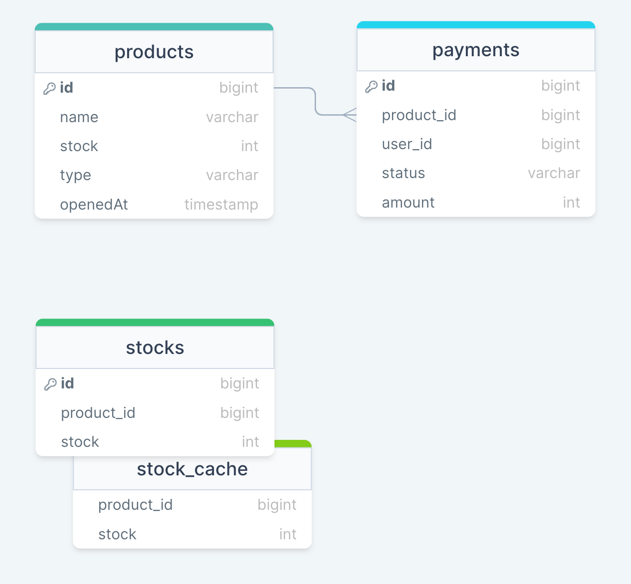 products
id bigint
name varchar
stock int
type varchar
openedAt timestamp
payments
id bigint
product_id bigint
user_id bigint
status varchar
amount int
stocks
id bigint
product_id bigint
stock int
stock_cache
product_id bigint
stock int